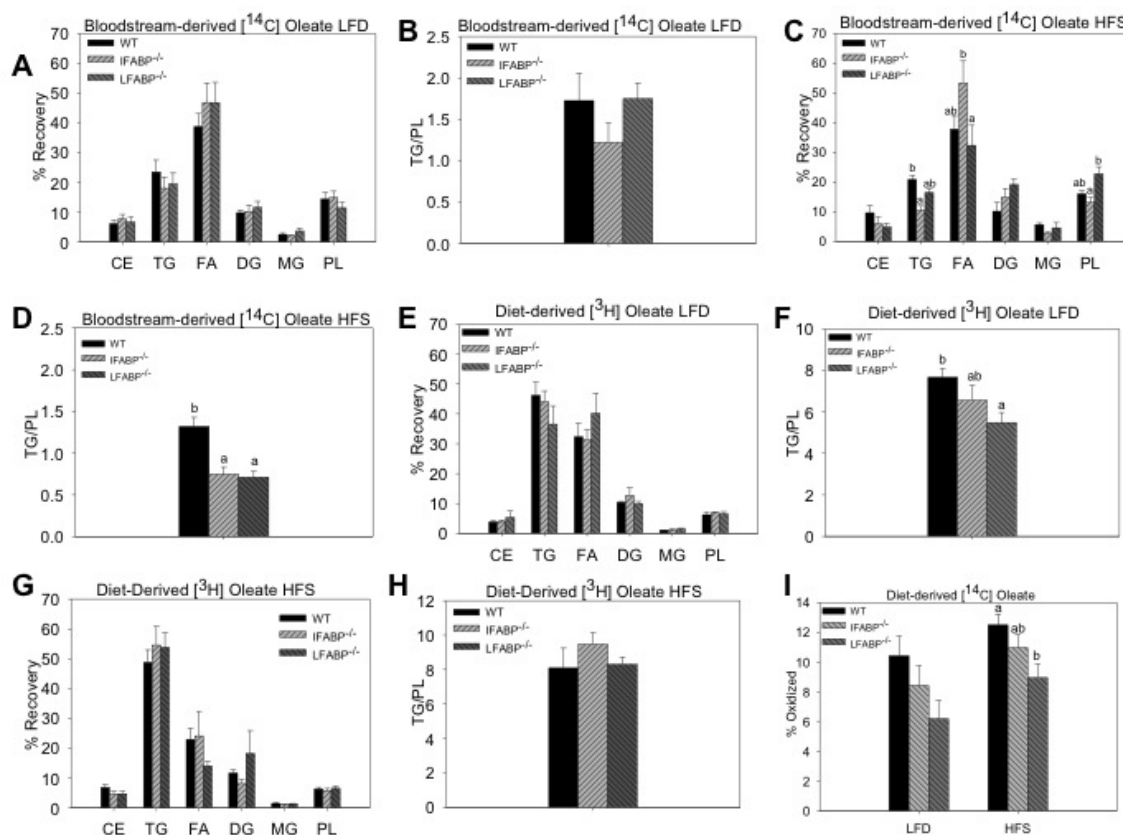 A
Bloodstream-derived [14C] Oleate LFD
WT
IFABP-/-
LFABP-/-
% Recovery
70
60
50
40
30
20
10
0
CE TG FA DG MG PL
B
Bloodstream-derived [14C] Oleate LFD
WT
IFABP-/-
LFABP-/-
TG/PL
2.5
2.0
1.5
1.0
0.5
0.0
C
Bloodstream-derived [14C] Oleate HFS
WT
IFABP-/-
LFABP-/-
% Recovery
70
60
50
40
30
20
10
0
b a ab
ab b a
ab a b
CE TG FA DG MG PL
D
Bloodstream-derived [14C] Oleate HFS
WT
IFABP-/-
LFABP-/-
TG/PL
2.5
2.0
1.5
1.0
0.5
0.0
b a a
E
Diet-derived [3H] Oleate LFD
WT
IFABP-/-
LFABP-/-
% Recovery
70
60
50
40
30
20
10
0
CE TG FA DG MG PL
F
Diet-derived [3H] Oleate LFD
WT
IFABP-/-
LFABP-/-
TG/PL
10
8
6
4
2
0
b ab a
G
Diet-Derived [3H] Oleate HFS
WT
IFABP-/-
LFABP-/-
% Recovery
70
60
50
40
30
20
10
0
CE TG FA DG MG PL
H
Diet-Derived [3H] Oleate HFS
WT
IFABP-/-
LFABP-/-
TG/PL
12
10
8
6
4
2
0
I
Diet-derived [14C] Oleate
WT
IFABP-/-
LFABP-/-
% Oxidized
14
12
10
8
6
4
2
0
a ab b
LFD HFS